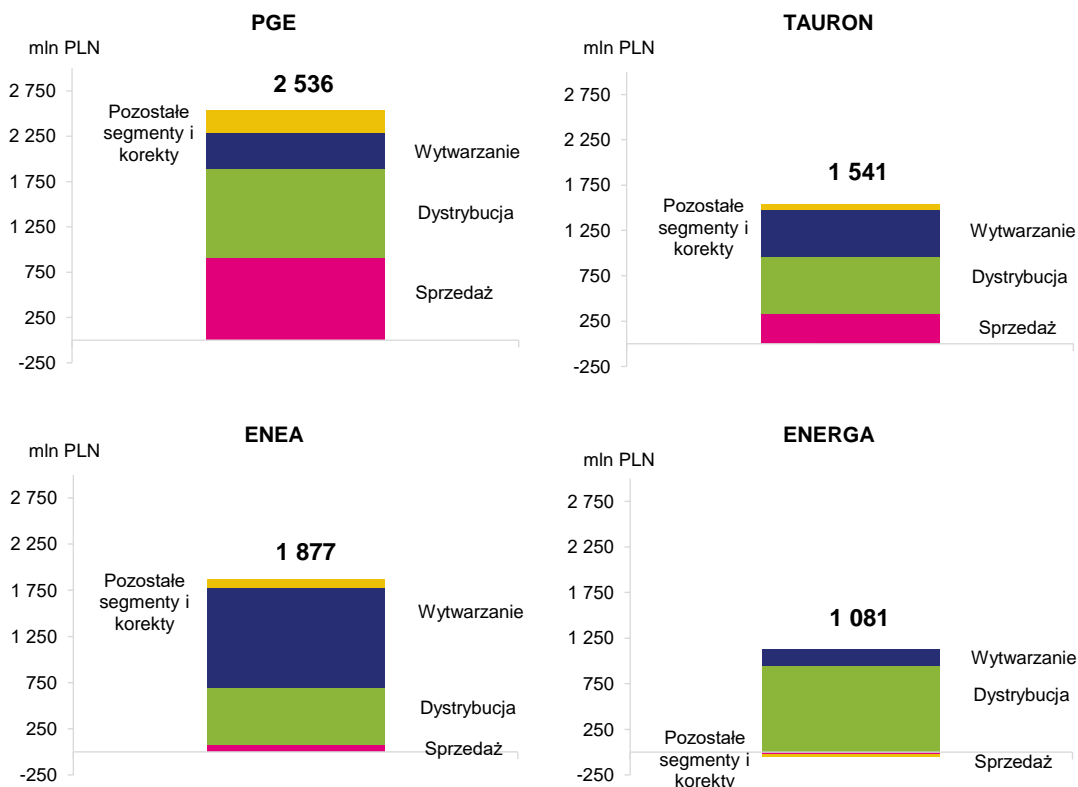 PGE
mln PLN
2 536
2 750
2 250
1 750
1 250
750
250
-250
Pozostałe
segmenty i
korekty
Wytwarzanie
Dystrybucja
Sprzedaż
TAURON
mln PLN
1 541
2 750
2 250
1 750
1 250
750
250
-250
Pozostałe
segmenty i
korekty
Wytwarzanie
Dystrybucja
Sprzedaż
ENEA
mln PLN
1 877
2 750
2 250
1 750
1 250
750
250
-250
Pozostałe
segmenty i
korekty
Wytwarzanie
Dystrybucja
Sprzedaż
ENERGA
mln PLN
1 081
2 750
2 250
1 750
1 250
750
250
-250
Pozostałe
segmenty i
korekty
Wytwarzanie
Dystrybucja
Sprzedaż